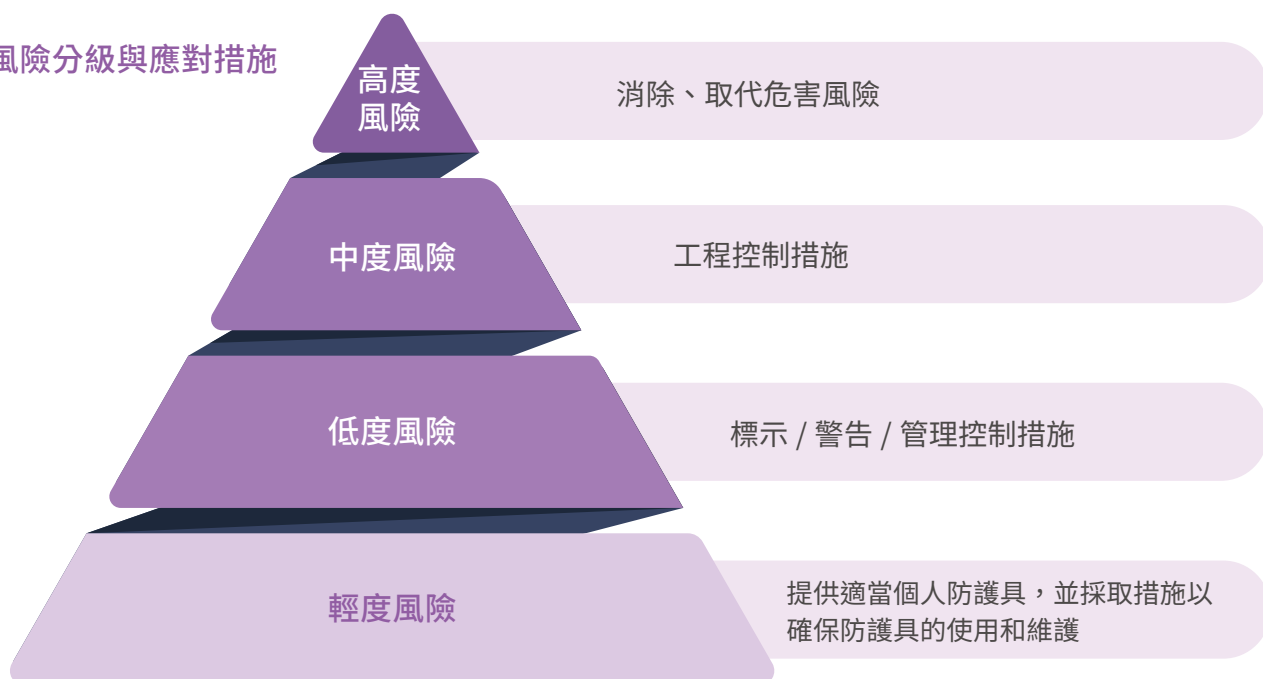 風險分級與應對措施
高度
風險
消除、取代危害風險
中度風險
工程控制措施
低度風險
標示 / 警告 / 管理控制措施
輕度風險
提供適當個人防護具，並採取措施以
確保防護具的使用和維護